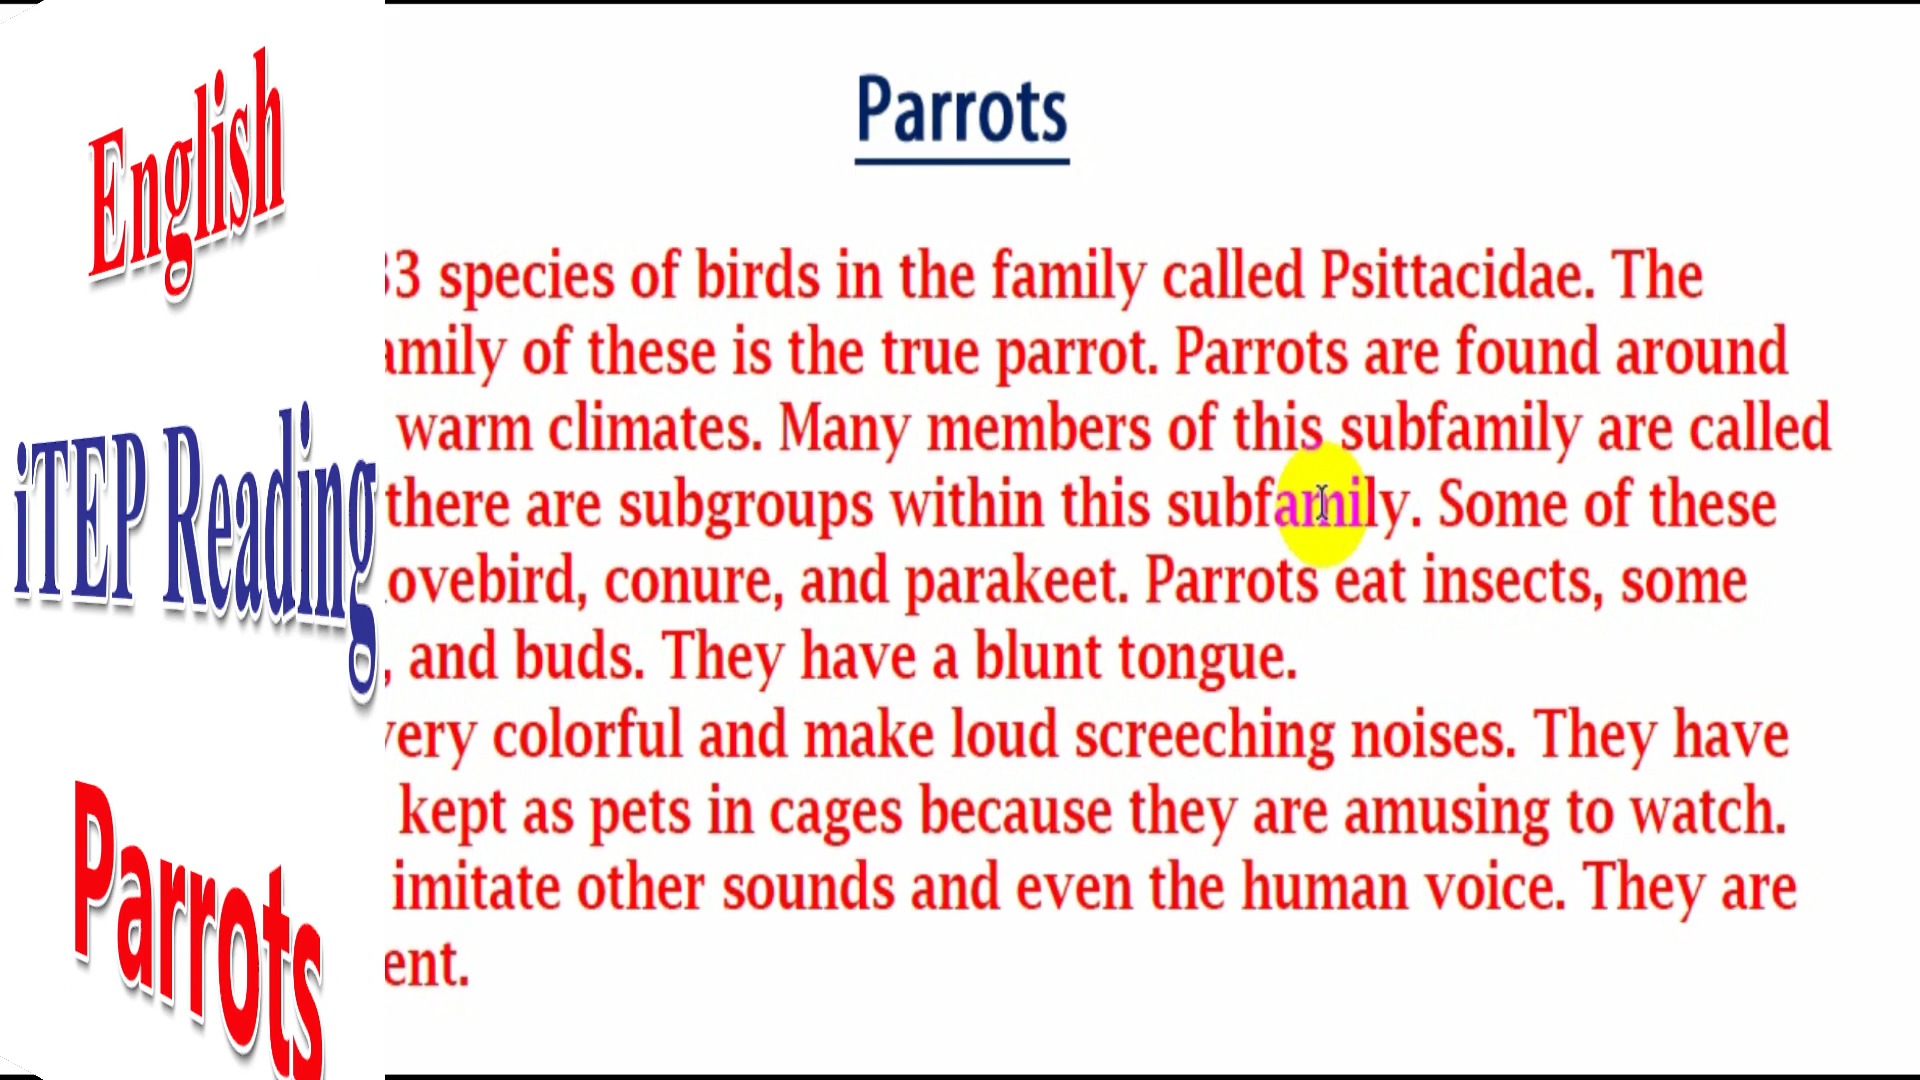 English
iTEP Reading
Parrots
Parrots
33 species of birds in the family called Psittacidae. The
amily of these is the true parrot. Parrots are found around
warm climates. Many members of this subfamily are called
there are subgroups within this subfamily. Some of these
ovebird, conure, and parakeet. Parrots eat insects, some
, and buds. They have a blunt tongue.
very colorful and make loud screeching noises. They have
kept as pets in cages because they are amusing to watch.
imitate other sounds and even the human voice. They are
ent.